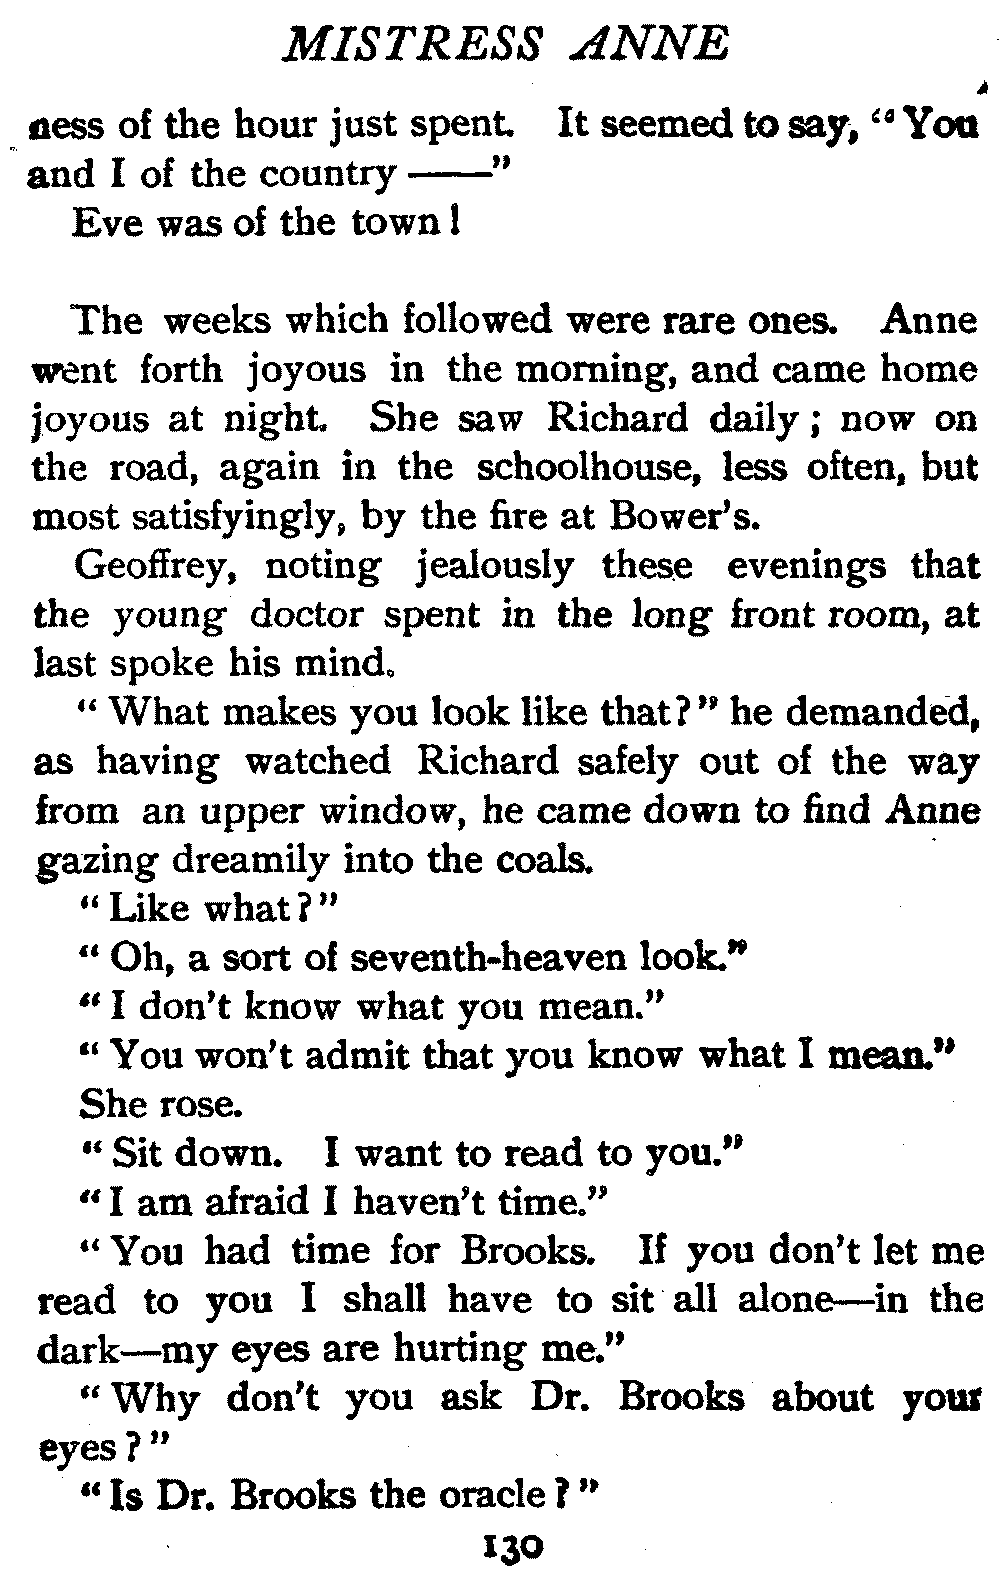 MISTRESS ANNE
ness of the hour just spent. It seemed to say, “You
and I of the country ——”
Eve was of the town!
The weeks which followed were rare ones. Anne
went forth joyous in the morning, and came home
joyous at night. She saw Richard daily; now on
the road, again in the schoolhouse, less often, but
most satisfyingly, by the fire at Bower's.
Geoffrey, noting jealously these evenings that
the young doctor spent in the long front room, at
last spoke his mind.
“What makes you look like that?” he demanded,
as having watched Richard safely out of the way
from an upper window, he came down to find Anne
gazing dreamily into the coals.
“Like what?”
“Oh, a sort of seventh-heaven look.”
“I don't know what you mean.”
“You won't admit that you know what I mean.”
She rose.
“Sit down. I want to read to you.”
“I am afraid I haven't time.”
“You had time for Brooks. If you don't let me
read to you I shall have to sit all alone—in the
dark—my eyes are hurting me.”
“Why don't you ask Dr. Brooks about your
eyes?”
“Is Dr. Brooks the oracle?”
130